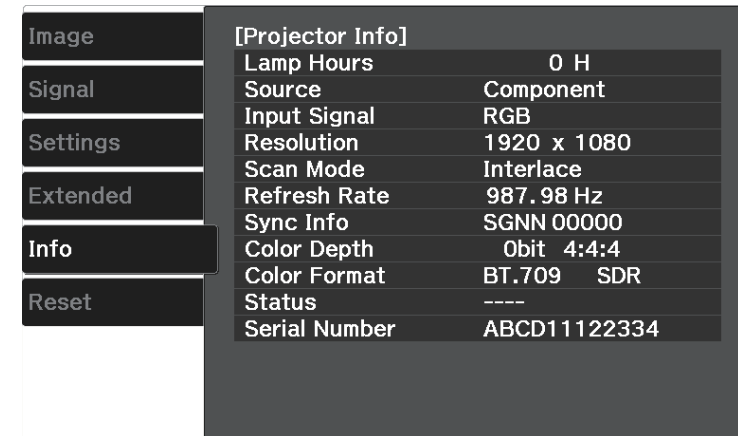 Image
Signal
Settings
Extended
Info
Reset
[Projector Info]
Lamp Hours 0 H
Source Component
Input Signal RGB
Resolution 1920 x 1080
Scan Mode Interlace
Refresh Rate 987.98 Hz
Sync Info SGNN 00000
Color Depth 0bit 4:4:4
Color Format BT.709 SDR
Status ----
Serial Number ABCD11122334